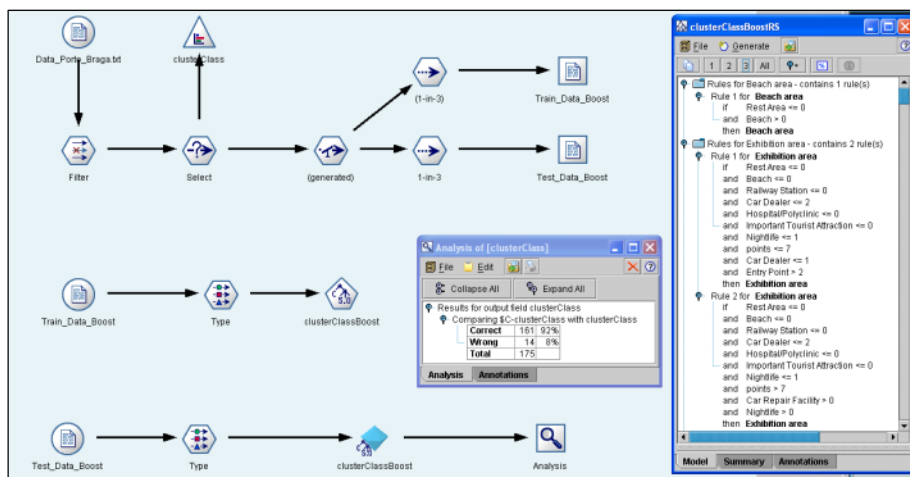 Data_Porto_Braga.txt
clusterClass
(1-in-3)
Train_Data_Boost
Filter
Select
(generated)
1-in-3
Test_Data_Boost
Train_Data_Boost
Type
clusterClassBoost
Test_Data_Boost
Type
clusterClassBoost
Analysis
Analysis of [clusterClass]
File Edit
Collapse All Expand All
Results for output field clusterClass
Comparing $C-clusterClass with clusterClass
Correct 161 92%
Wrong 14 8%
Total 175
Analysis Annotations
clusterClassBoostRS
File Generate
1 2 3 All
Rules for Beach area - contains 1 rule(s)
Rule 1 for Beach area
if Rest Area <= 0
and Beach > 0
then Beach area
Rules for Exhibition area - contains 2 rule(s)
Rule 1 for Exhibition area
if Rest Area <= 0
and Beach <= 0
and Railway Station <= 0
and Car Dealer <= 2
and Hospital/Polyclinic <= 0
and Important Tourist Attraction <= 0
and Nightlife <= 1
and points <= 7
and Car Dealer <= 1
and Entry Point > 2
then Exhibition area
Rule 2 for Exhibition area
if Rest Area <= 0
and Beach <= 0
and Railway Station <= 0
and Car Dealer <= 2
and Hospital/Polyclinic <= 0
and Important Tourist Attraction <= 0
and Nightlife <= 1
and points > 7
and Car Repair Facility > 0
and Nightlife > 0
then Exhibition area
Model Summary Annotations